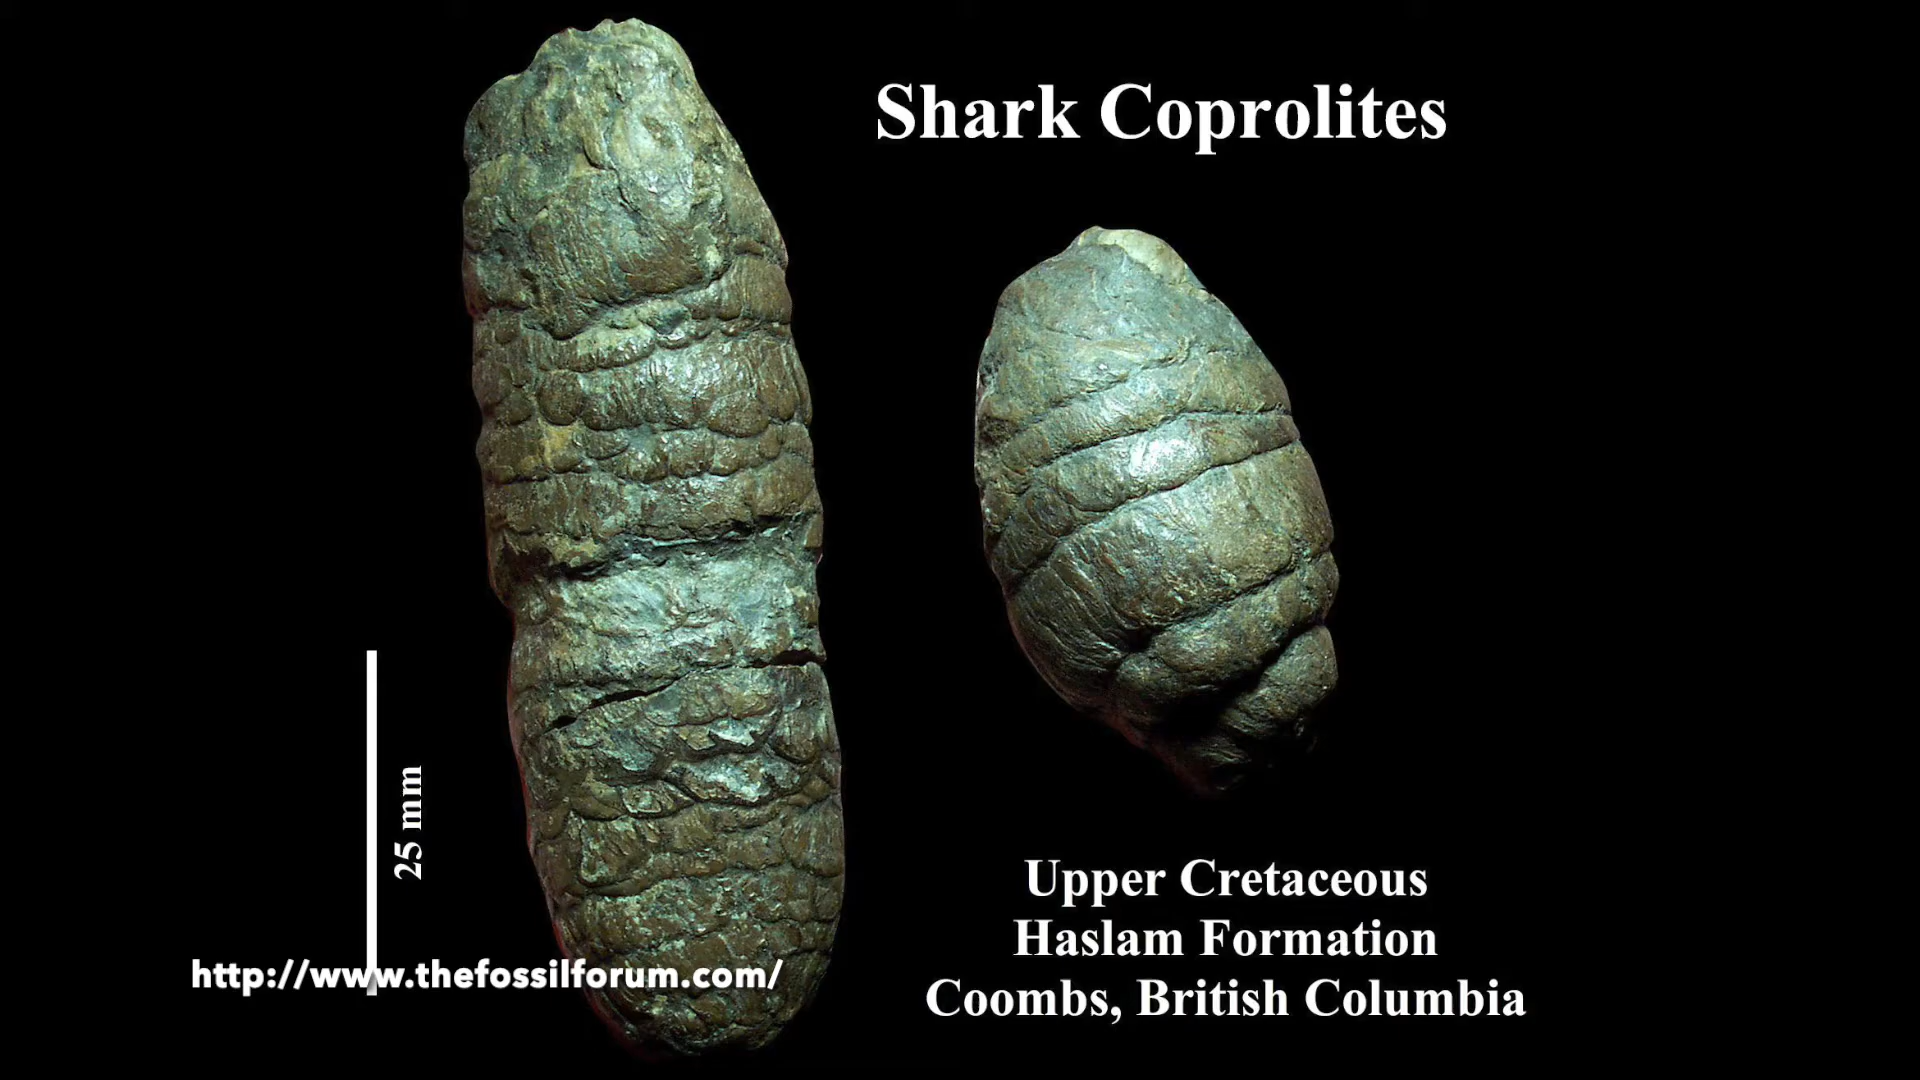 Shark Coprolites
25 mm
http://www.thefossilforum.com/
Upper Cretaceous
Haslam Formation
Coombs, British Columbia